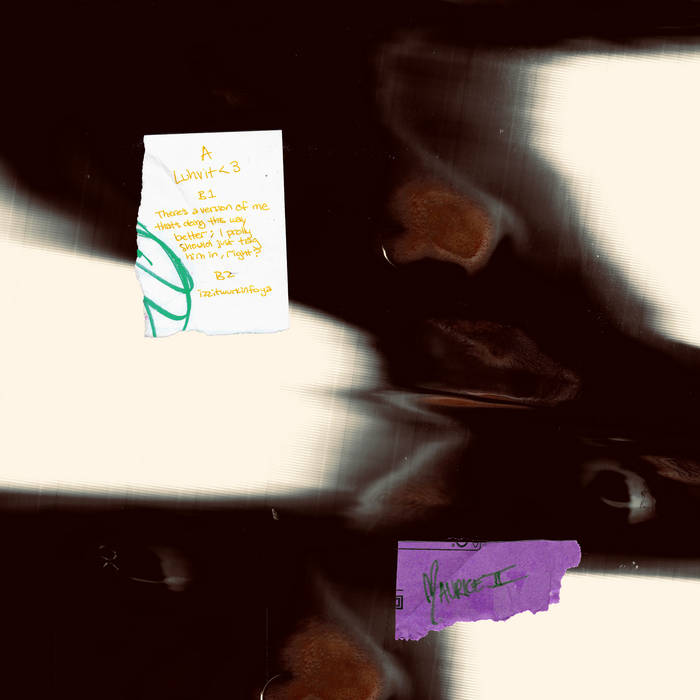 A
Luhvit<3
B1
There's a version of me
that's doing this way
better; I prolly
should just tag
him in, right?
B2
izzitwurkinfoya
Maurice II